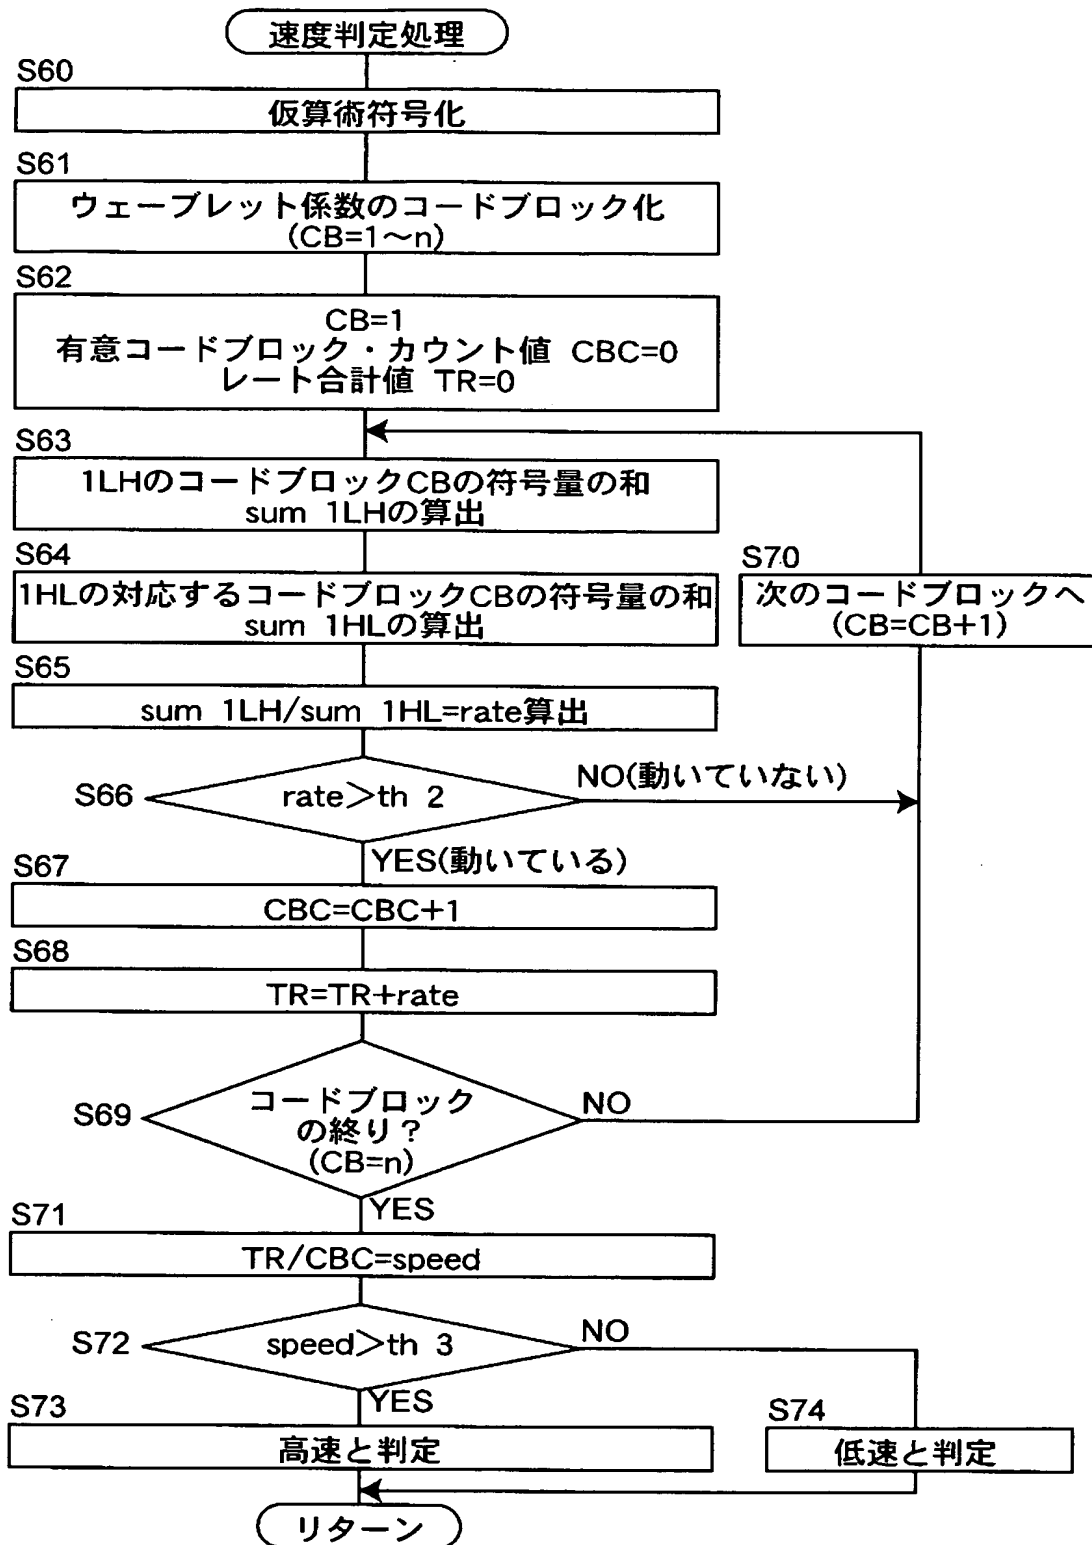 速度判定処理
S60
仮算術符号化
S61
ウェーブレット係数のコードブロック化
(CB=1～n)
S62
CB=1
有意コードブロック・カウント値 CBC=0
レート合計値 TR=0
S63
1LHのコードブロックCBの符号量の和
sum 1LHの算出
S64
1HLの対応するコードブロックCBの符号量の和
sum 1HLの算出
S70
次のコードブロックへ
(CB=CB+1)
S65
sum 1LH/sum 1HL=rate算出
S66
rate＞th 2
NO(動いていない)
YES(動いている)
S67
CBC=CBC+1
S68
TR=TR+rate
S69
コードブロック
の終り？
(CB=n)
NO
YES
S71
TR/CBC=speed
S72
speed＞th 3
NO
YES
S73
高速と判定
S74
低速と判定
リターン